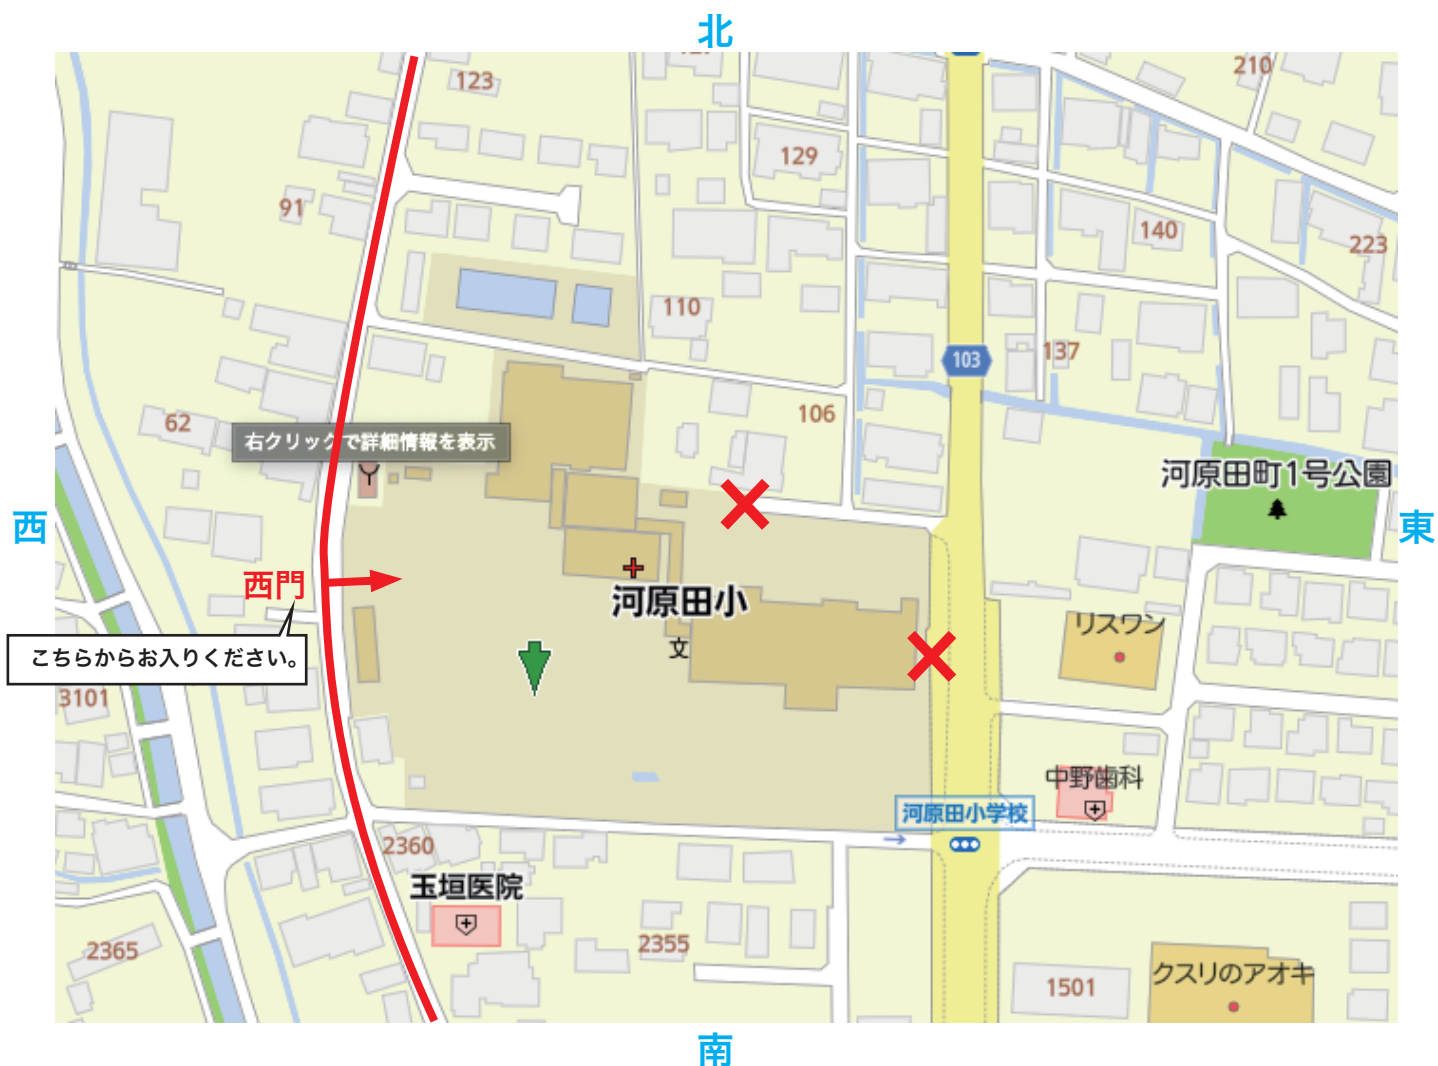 北
123
210
129
91
140
223
110
103
137
106
62
右クリックで詳細情報を表示
河原田町1号公園
西
東
西門
河原田小
文
リスワン
こちらからお入りください。
3101
中野歯科
河原田小学校
2360
玉垣医院
2365
2355
1501
クスリのアオキ
南